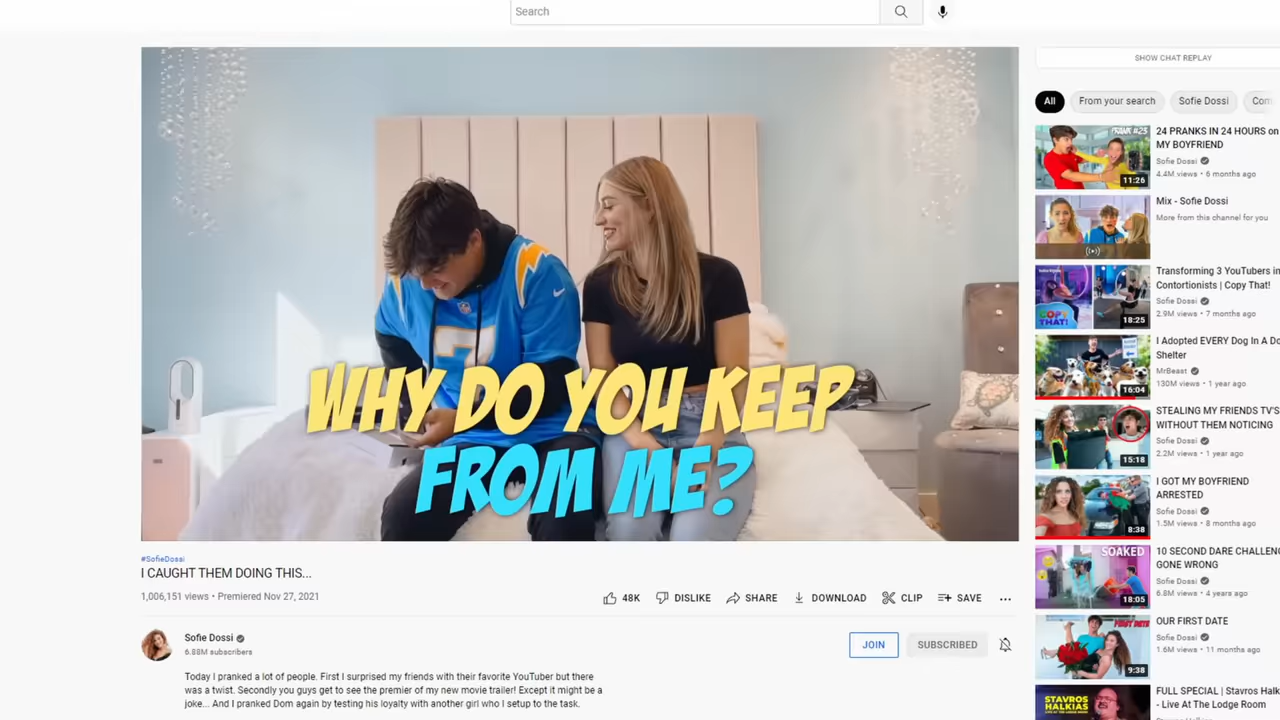 Search
WHY DO YOU KEEP
FROM ME?
#SofieDossi
I CAUGHT THEM DOING THIS...
1,006,151 views • Premiered Nov 27, 2021
48K
DISLIKE
SHARE
DOWNLOAD
CLIP
SAVE
Sofie Dossi
6.88M subscribers
JOIN
SUBSCRIBED
Today I pranked a lot of people. First I surprised my friends with their favorite YouTuber but there
was a twist. Secondly you guys get to see the premier of my new movie trailer! Except it might be a
joke... And I pranked Dom again by testing his loyalty with another girl who I setup to the task.
SHOW CHAT REPLAY
All
From your search
Sofie Dossi
PRANK #23
11:26
24 PRANKS IN 24 HOURS on
MY BOYFRIEND
Sofie Dossi
4.4M views • 6 months ago
Mix - Sofie Dossi
More from this channel for you
COPY
THAT!
18:25
Transforming 3 YouTubers
Contortionists | Copy That!
Sofie Dossi
2.9M views • 7 months ago
16:04
I Adopted EVERY Dog In A
Shelter
MrBeast
130M views • 1 year ago
15:18
STEALING MY FRIENDS TV'S
WITHOUT THEM NOTICING
Sofie Dossi
2.2M views • 1 year ago
8:38
I GOT MY BOYFRIEND
ARRESTED
Sofie Dossi
1.5M views • 8 months ago
SOAKED
18:05
10 SECOND DARE
GONE WRONG
Sofie Dossi
6.8M views • 4 years ago
FIRST DATE
9:38
OUR FIRST DATE
Sofie Dossi
1.6M views • 11 months ago
STAVROS
HALKIAS
FULL SPECIAL | Stavros
- Live At The Lodge Room